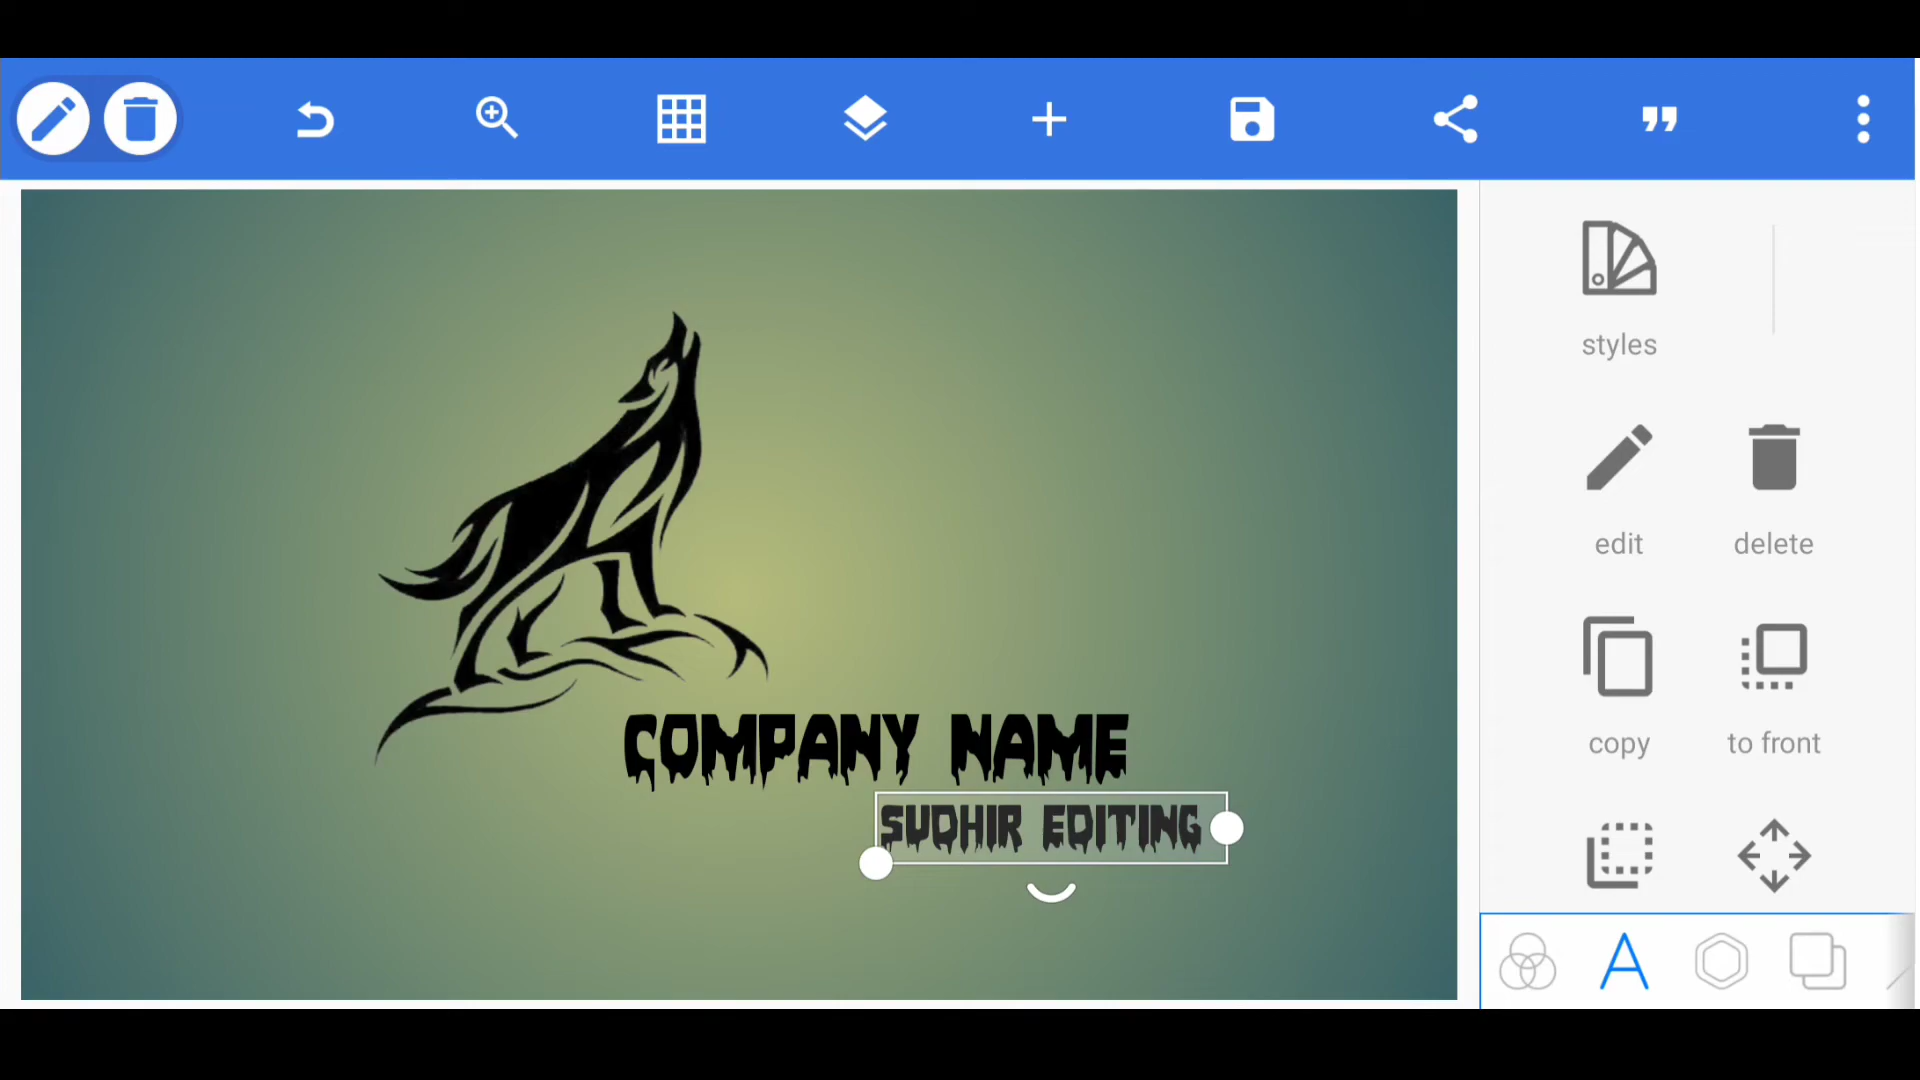 styles
edit
delete
copy
to front
COMPANY NAME
SUDHIR EDITING